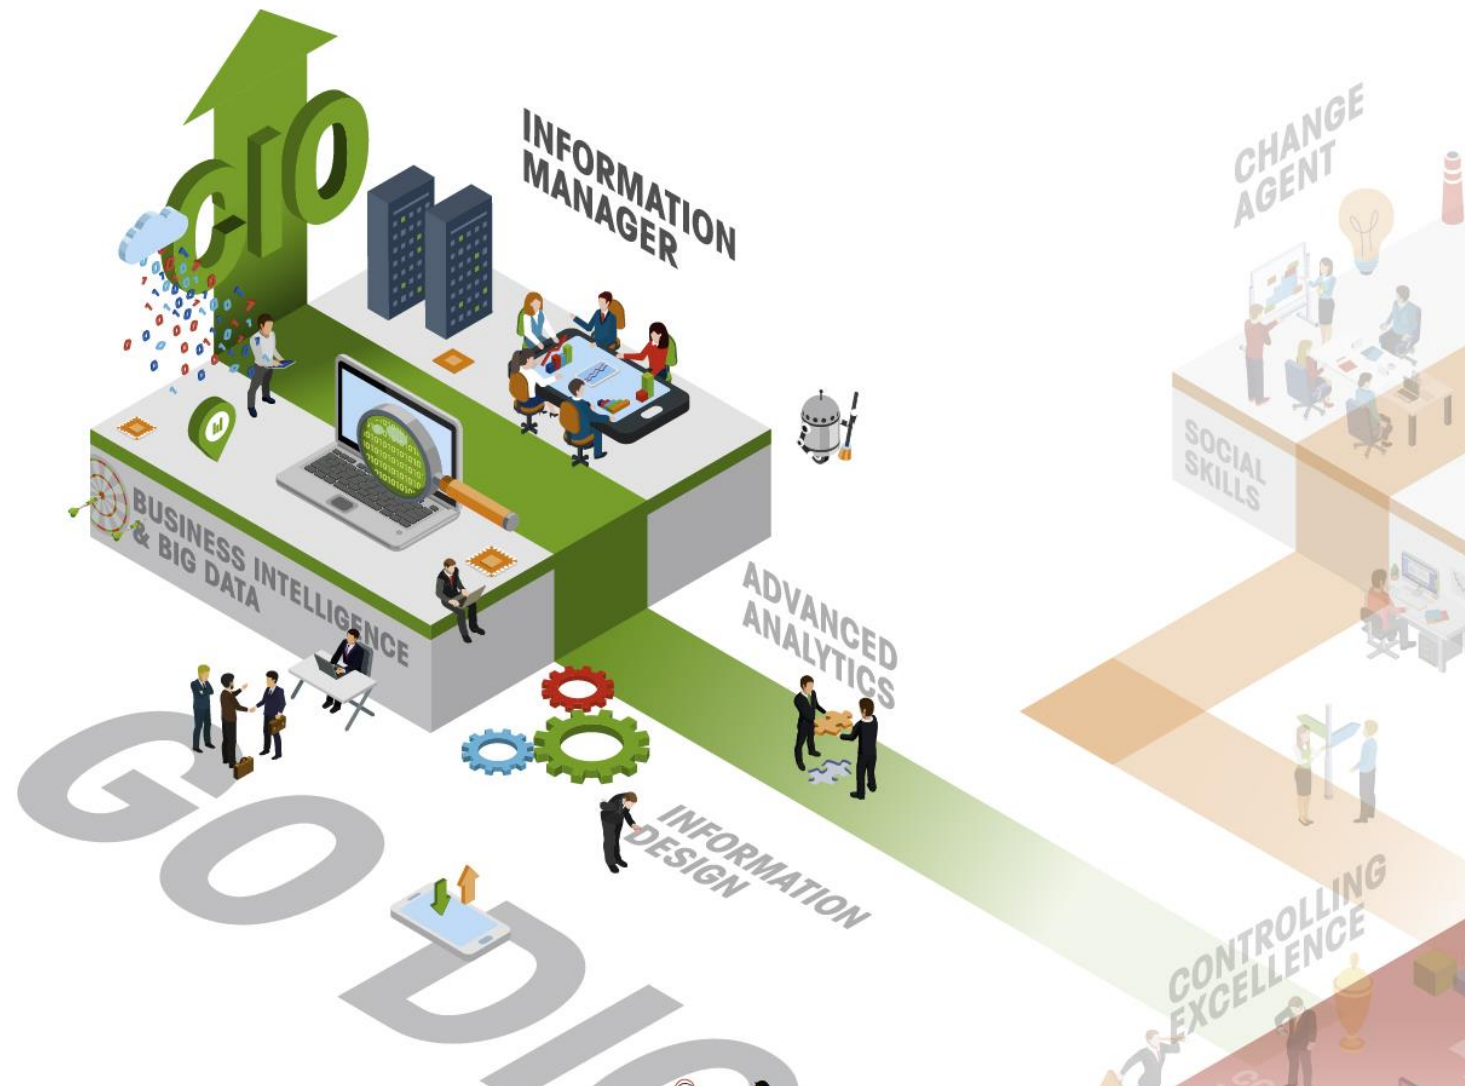 CIO
INFORMATION
MANAGER
CHANGE
AGENT
SOCIAL
SKILLS
BUSINESS INTELLIGENCE
& BIG DATA
ADVANCED
ANALYTICS
INFORMATION
DESIGN
CONTROLLING
EXCELLENCE
GO DIG